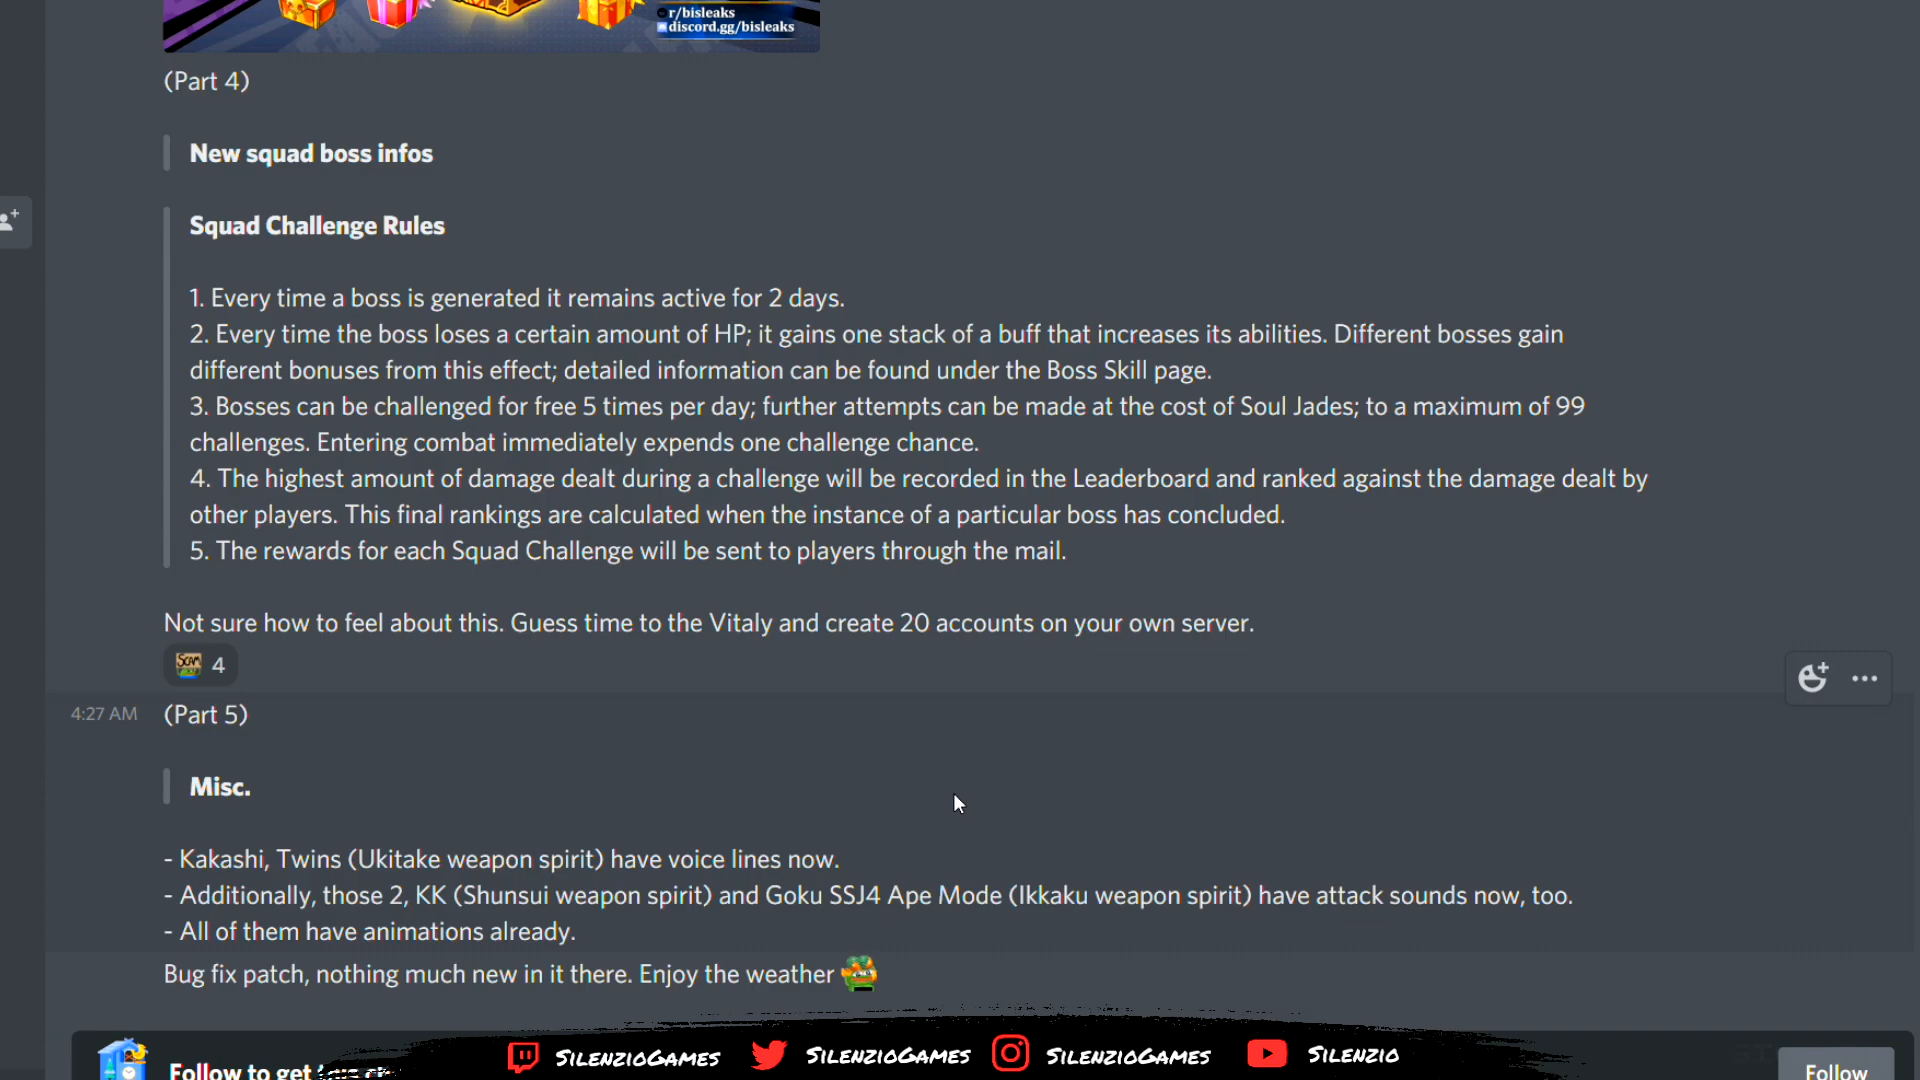 r/bisleaks
discord.gg/bisleaks
(Part 4)
New squad boss infos
Squad Challenge Rules
1. Every time a boss is generated it remains active for 2 days.
2. Every time the boss loses a certain amount of HP; it gains one stack of a buff that increases its abilities. Different bosses gain
different bonuses from this effect; detailed information can be found under the Boss Skill page.
3. Bosses can be challenged for free 5 times per day; further attempts can be made at the cost of Soul Jades; to a maximum of 99
challenges. Entering combat immediately expends one challenge chance.
4. The highest amount of damage dealt during a challenge will be recorded in the Leaderboard and ranked against the damage dealt by
other players. This final rankings are calculated when the instance of a particular boss has concluded.
5. The rewards for each Squad Challenge will be sent to players through the mail.
Not sure how to feel about this. Guess time to the Vitaly and create 20 accounts on your own server.
SCAM 4
4:27 AM (Part 5)
Misc.
- Kakashi, Twins (Ukitake weapon spirit) have voice lines now.
- Additionally, those 2, KK (Shunsui weapon spirit) and Goku SSJ4 Ape Mode (Ikkaku weapon spirit) have attack sounds now, too.
- All of them have animations already.
Bug fix patch, nothing much new in it there. Enjoy the weather
Follow to get
SILENZIOGAMES SILENZIOGAMES SILENZIOGAMES SILENZIO
Follow